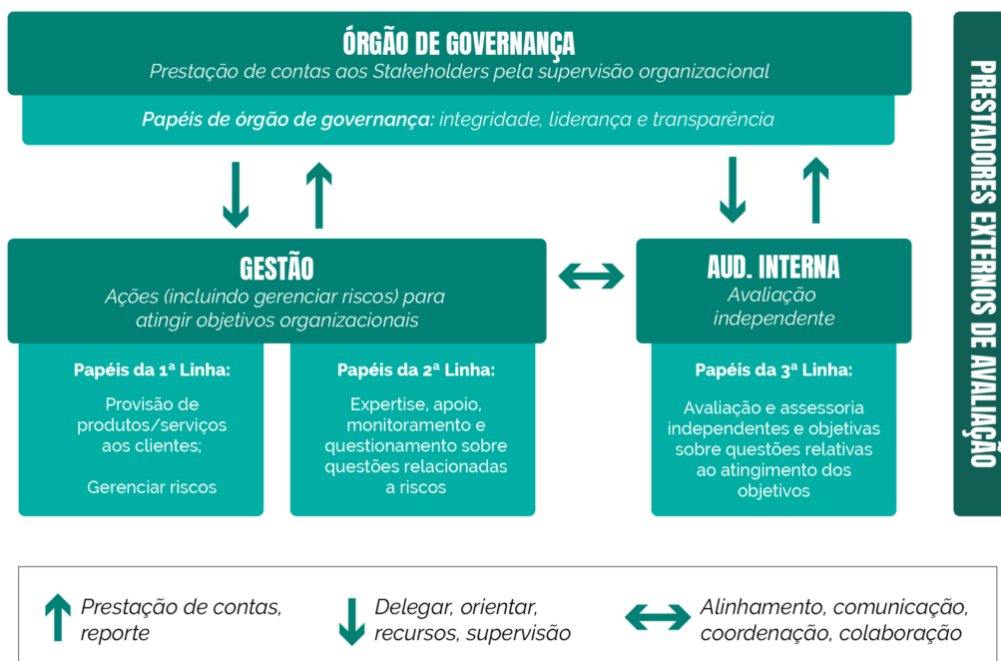 ÓRGÃO DE GOVERNANÇA
Prestação de contas aos Stakeholders pela supervisão organizacional
Papéis de órgão de governança: integridade, liderança e transparência
GESTÃO
Ações (incluindo gerenciar riscos) para
atingir objetivos organizacionais
Papéis da 1ª Linha:
Provisão de
produtos/serviços
aos clientes;
Gerenciar riscos
Papéis da 2ª Linha:
Expertise, apoio,
monitoramento e
questionamento sobre
questões relacionadas
a riscos
AUD. INTERNA
Avaliação
independente
Papéis da 3ª Linha:
Avaliação e assessoria
independentes e objetivas
sobre questões relativas
ao atingimento dos
objetivos
PRESTADORES EXTERNOS DE AVALIAÇÃO
Prestação de contas,
reporte
Delegar, orientar,
recursos, supervisão
Alinhamento, comunicação,
coordenação, colaboração